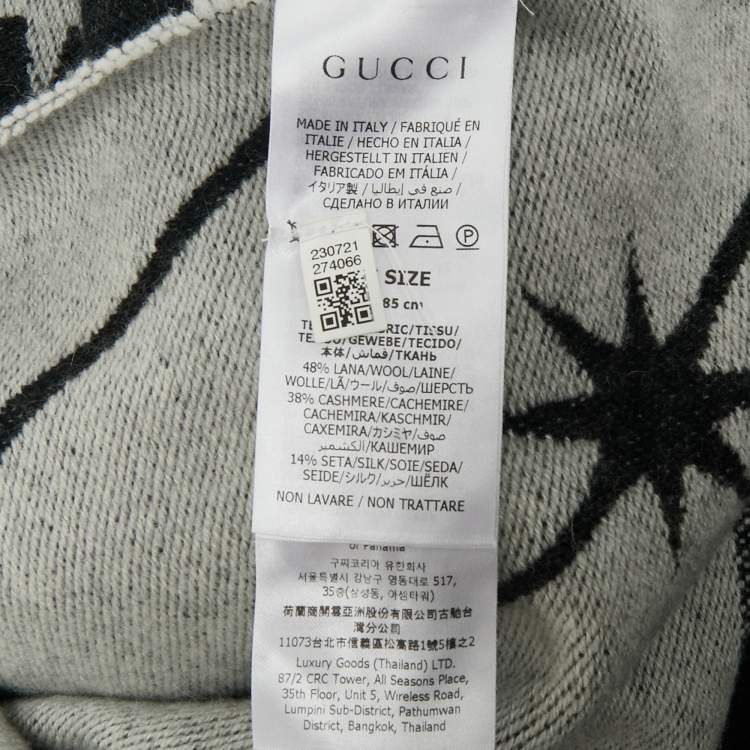 GUCCI
MADE IN ITALY / FABRIQUÉ EN
ITALIE / HECHO EN ITALIA /
HERGESTELLT IN ITALIEN /
FABRICADO EM ITÁLIA /
イタリア製 / صنع في إيطاليا /
СДЕЛАНО В ИТАЛИИ
P
230721
274066
SIZE
85 cm
RIC/TISSU/
/GEWEBE/TECIDO/
本体/قماش/ТКАНЬ
48% LANA/WOOL/LAINE/
WOLLE/LÃ/ウール/صوف/ШЕРСТЬ
38% CASHMERE/CACHEMIRE/
CACHEMIRA/KASCHMIR/
CAXEMIRA/カシミヤ/صوف
الكشمير/КАШЕМИР
14% SETA/SILK/SOIE/SEDA/
SEIDE/シルク/حرير/ШЁЛК
NON LAVARE / NON TRATTARE
of Panama
구찌코리아 유한회사
서울특별시 강남구 영동대로 517,
35층(삼성동, 아셈타워)
荷蘭商開雲亞洲股份有限公司古馳台
灣分公司
11073台北市信義區松高路1號5樓之2
Luxury Goods (Thailand) LTD.
87/2 CRC Tower, All Seasons Place,
35th Floor, Unit 5, Wireless Road,
Lumpini Sub-District, Pathumwan
District, Bangkok, Thailand